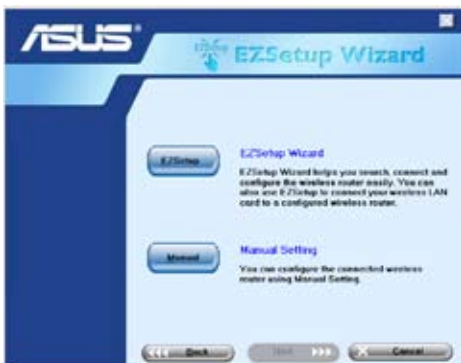 ASUS
EZSetup Wizard
EZSetup
EZSetup Wizard
EZSetup Wizard helps you search, connect and
configure the wireless router easily. You can
also use EZSetup to connect your wireless LAN
card to a configured wireless router.
Manual
Manual Setting
You can configure the connected wireless
router using Manual Setting.
Back
Next
Cancel